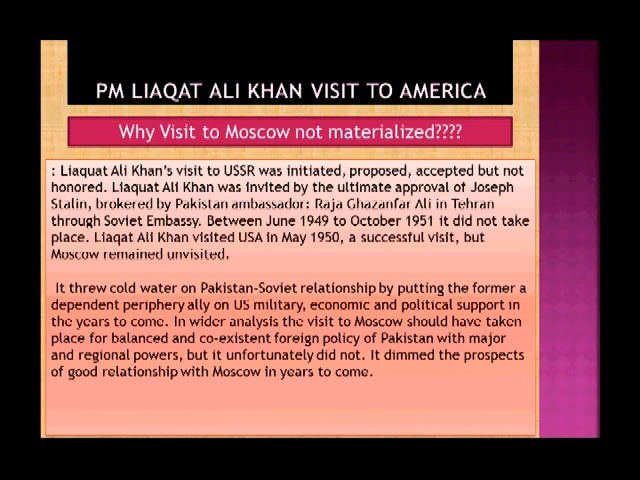 PM LIAQAT ALI KHAN VISIT TO AMERICA
Why Visit to Moscow not materialized????
: Liaquat Ali Khan's visit to USSR was initiated, proposed, accepted but not
honored. Liaquat Ali Khan was invited by the ultimate approval of Joseph
Stalin, brokered by Pakistan ambassador: Raja Ghazanfar Ali in Tehran
through Soviet Embassy. Between June 1949 to October 1951 it did not take
place. Liaqat Ali Khan visited USA in May 1950, a successful visit, but
Moscow remained unvisited.
It threw cold water on Pakistan-Soviet relationship by putting the former a
dependent periphery ally on US military, economic and political support in
the years to come. In wider analysis the visit to Moscow should have taken
place for balanced and co-existent foreign policy of Pakistan with major
and regional powers, but it unfortunately did not. It dimmed the prospects
of good relationship with Moscow in years to come.